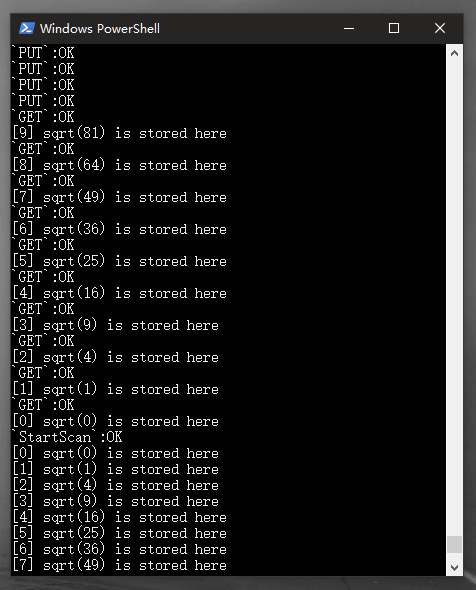 Windows PowerShell
`PUT`:OK
`PUT`:OK
`PUT`:OK
`PUT`:OK
`GET`:OK
[9] sqrt(81) is stored here
`GET`:OK
[8] sqrt(64) is stored here
`GET`:OK
[7] sqrt(49) is stored here
`GET`:OK
[6] sqrt(36) is stored here
`GET`:OK
[5] sqrt(25) is stored here
`GET`:OK
[4] sqrt(16) is stored here
`GET`:OK
[3] sqrt(9) is stored here
`GET`:OK
[2] sqrt(4) is stored here
`GET`:OK
[1] sqrt(1) is stored here
`GET`:OK
[0] sqrt(0) is stored here
`StartScan`:OK
[0] sqrt(0) is stored here
[1] sqrt(1) is stored here
[2] sqrt(4) is stored here
[3] sqrt(9) is stored here
[4] sqrt(16) is stored here
[5] sqrt(25) is stored here
[6] sqrt(36) is stored here
[7] sqrt(49) is stored here